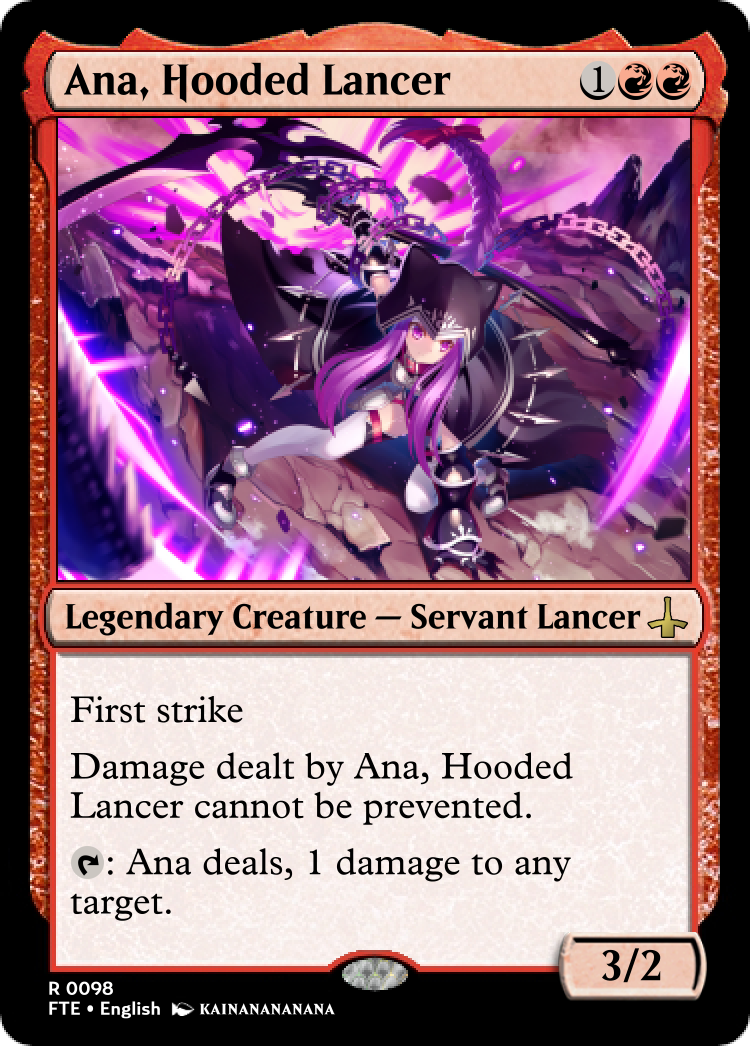 Ana, Hooded Lancer 1
Legendary Creature — Servant Lancer
First strike
Damage dealt by Ana, Hooded
Lancer cannot be prevented.
: Ana deals, 1 damage to any
target.
3/2
R 0098
FTE • English KAINANANANANA